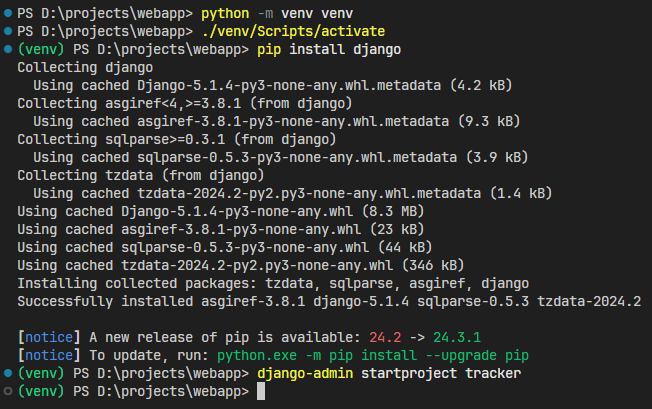 PS D:\projects\webapp> python -m venv venv
PS D:\projects\webapp> ./venv/Scripts/activate
(venv) PS D:\projects\webapp> pip install django
Collecting django
  Using cached Django-5.1.4-py3-none-any.whl.metadata (4.2 kB)
Collecting asgiref<4,>=3.8.1 (from django)
  Using cached asgiref-3.8.1-py3-none-any.whl.metadata (9.3 kB)
Collecting sqlparse>=0.3.1 (from django)
  Using cached sqlparse-0.5.3-py3-none-any.whl.metadata (3.9 kB)
Collecting tzdata (from django)
  Using cached tzdata-2024.2-py2.py3-none-any.whl.metadata (1.4 kB)
Using cached Django-5.1.4-py3-none-any.whl (8.3 MB)
Using cached asgiref-3.8.1-py3-none-any.whl (23 kB)
Using cached sqlparse-0.5.3-py3-none-any.whl (44 kB)
Using cached tzdata-2024.2-py2.py3-none-any.whl (346 kB)
Installing collected packages: tzdata, sqlparse, asgiref, django
Successfully installed asgiref-3.8.1 django-5.1.4 sqlparse-0.5.3 tzdata-2024.2

[notice] A new release of pip is available: 24.2 -> 24.3.1
[notice] To update, run: python.exe -m pip install --upgrade pip
(venv) PS D:\projects\webapp> django-admin startproject tracker
(venv) PS D:\projects\webapp>